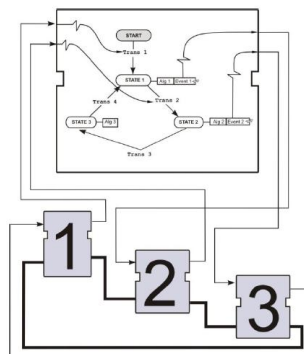 START
Trans 1
STATE 1 Alg 1 Event 1
Trans 4 Trans 2
STATE 3 Alg 3 STATE 2 Alg 2 Event 2
Trans 3
1
2
3